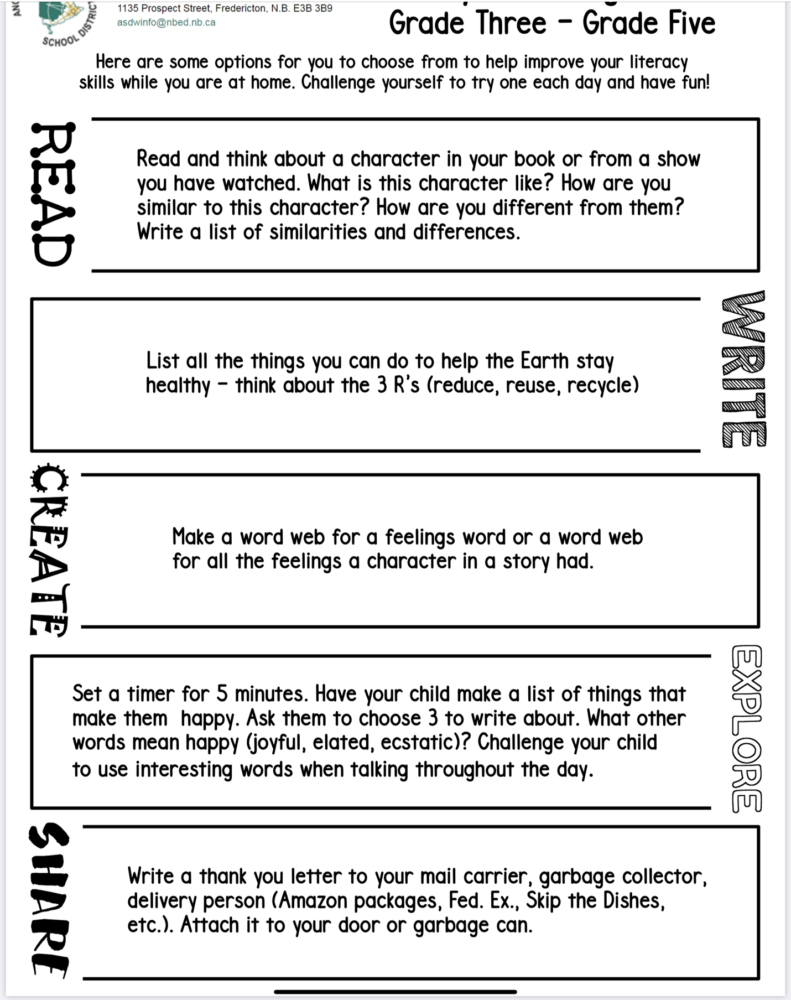 1135 Prospect Street, Fredericton, N.B. E3B 3B9
asdwinfo@nbed.nb.ca
SCHOOL DISTRICT
Grade Three - Grade Five
Here are some options for you to choose from to help improve your literacy
skills while you are at home. Challenge yourself to try one each day and have fun!
READ
Read and think about a character in your book or from a show
you have watched. What is this character like? How are you
similar to this character? How are you different from them?
Write a list of similarities and differences.
WRITE
List all the things you can do to help the Earth stay
healthy - think about the 3 R's (reduce, reuse, recycle)
CREATE
Make a word web for a feelings word or a word web
for all the feelings a character in a story had.
EXPLORE
Set a timer for 5 minutes. Have your child make a list of things that
make them  happy. Ask them to choose 3 to write about. What other
words mean happy (joyful, elated, ecstatic)? Challenge your child
to use interesting words when talking throughout the day.
SHARE
Write a thank you letter to your mail carrier, garbage collector,
delivery person (Amazon packages, Fed. Ex., Skip the Dishes,
etc.). Attach it to your door or garbage can.